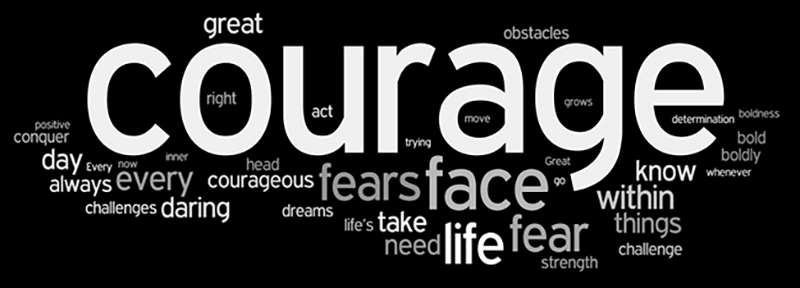 great
obstacles
courage
right
act
move
grows
trying
determination
boldness
positive
conquer
bold
day
Every
now
inner
head
Great
know
boldly
always
every
courageous
fears
face
go
whenever
within
challenges
daring
dreams
life's
take
things
need
life
fear
challenge
strength